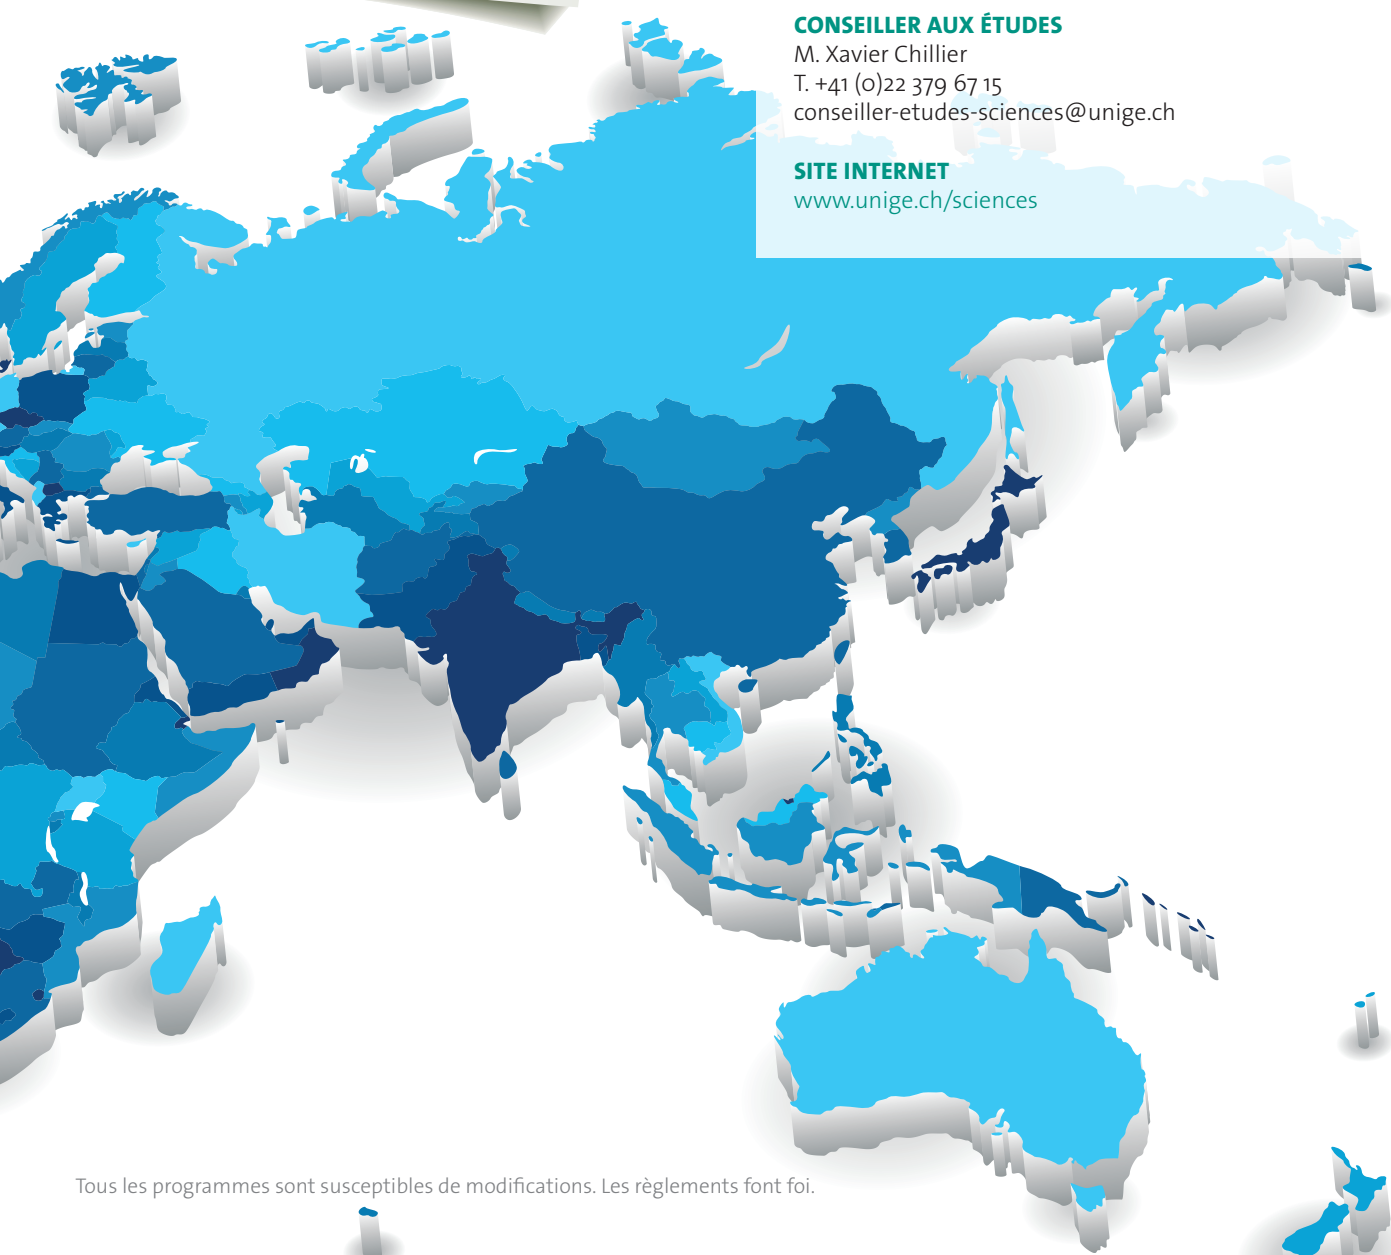 CONSEILLER AUX ÉTUDES
M. Xavier Chillier
T. +41 (0)22 379 67 15
conseiller-etudes-sciences@unige.ch
SITE INTERNET
www.unige.ch/sciences
Tous les programmes sont susceptibles de modifications. Les règlements font foi.